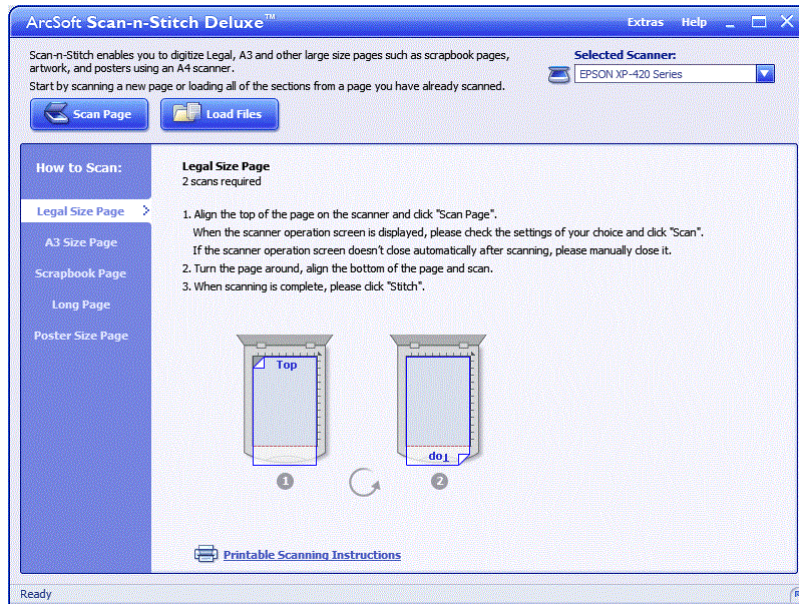 ArcSoft Scan-n-Stitch Deluxe™
Extras Help
Scan-n-Stitch enables you to digitize Legal, A3 and other large size pages such as scrapbook pages,
artwork, and posters using an A4 scanner.
Start by scanning a new page or loading all of the sections from a page you have already scanned.
Selected Scanner:
EPSON XP-420 Series
Scan Page
Load Files
How to Scan:
Legal Size Page
A3 Size Page
Scrapbook Page
Long Page
Poster Size Page
Legal Size Page
2 scans required
1. Align the top of the page on the scanner and click "Scan Page".
When the scanner operation screen is displayed, please check the settings of your choice and click "Scan".
If the scanner operation screen doesn't close automatically after scanning, please manually close it.
2. Turn the page around, align the bottom of the page and scan.
3. When scanning is complete, please click "Stitch".
Top
Top
1
2
Printable Scanning Instructions
Ready